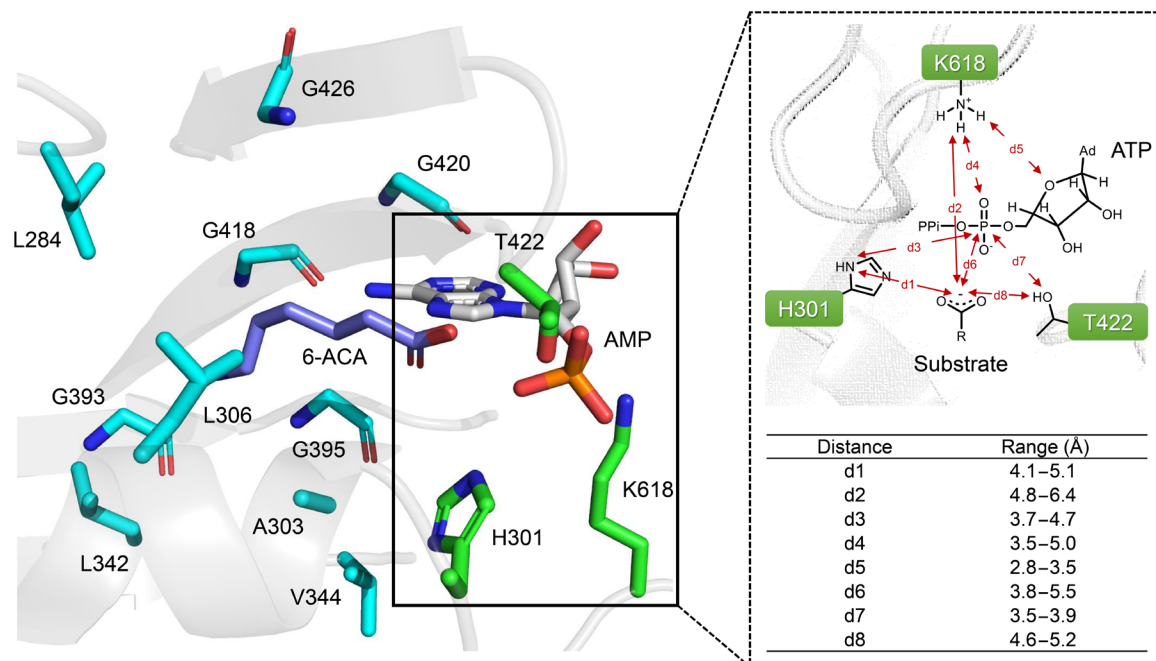 G426
L284
G420
G418
T422
6-ACA
AMP
G393
L306
G395
K618
A303
H301
L342
V344
K618
N+
H H
H
d5
Ad
ATP
d4
O
O
H H
d2
PPi O P O
H H
OH
d3
O-
OH
d6
d7
HN
N
d1
-
d8
HO
H301
O O
T422
R
Substrate
Distance Range (Å)
d1 4.1–5.1
d2 4.8–6.4
d3 3.7–4.7
d4 3.5–5.0
d5 2.8–3.5
d6 3.8–5.5
d7 3.5–3.9
d8 4.6–5.2